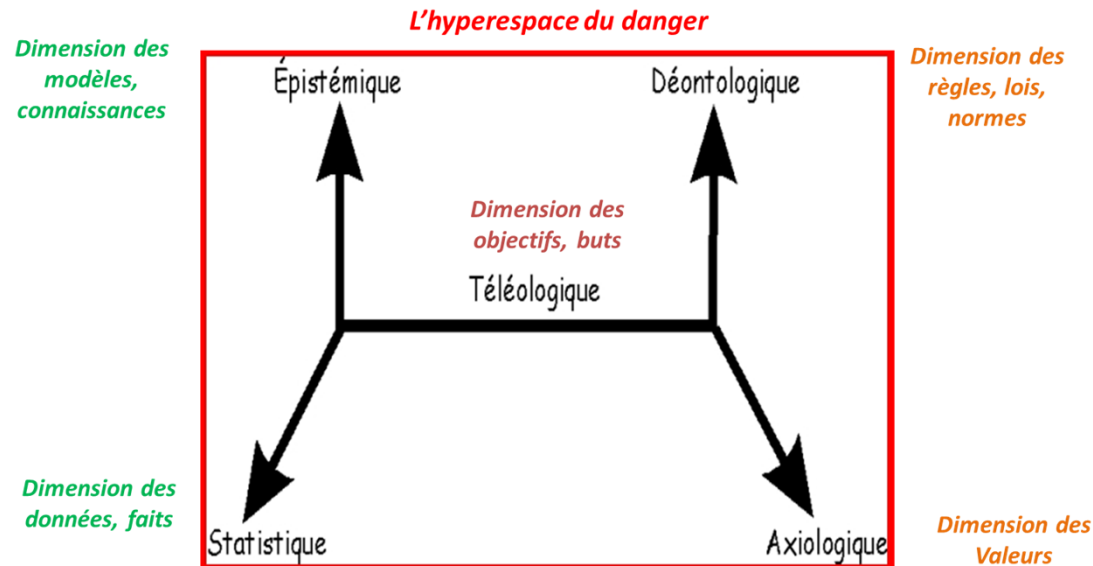 L'hyperespace du danger
Dimension des
modèles,
connaissances
Épistémique
Déontologique
Dimension des
règles, lois,
normes
Dimension des
objectifs, buts
Téléologique
Dimension des
données, faits
Statistique
Axiologique
Dimension des
Valeurs